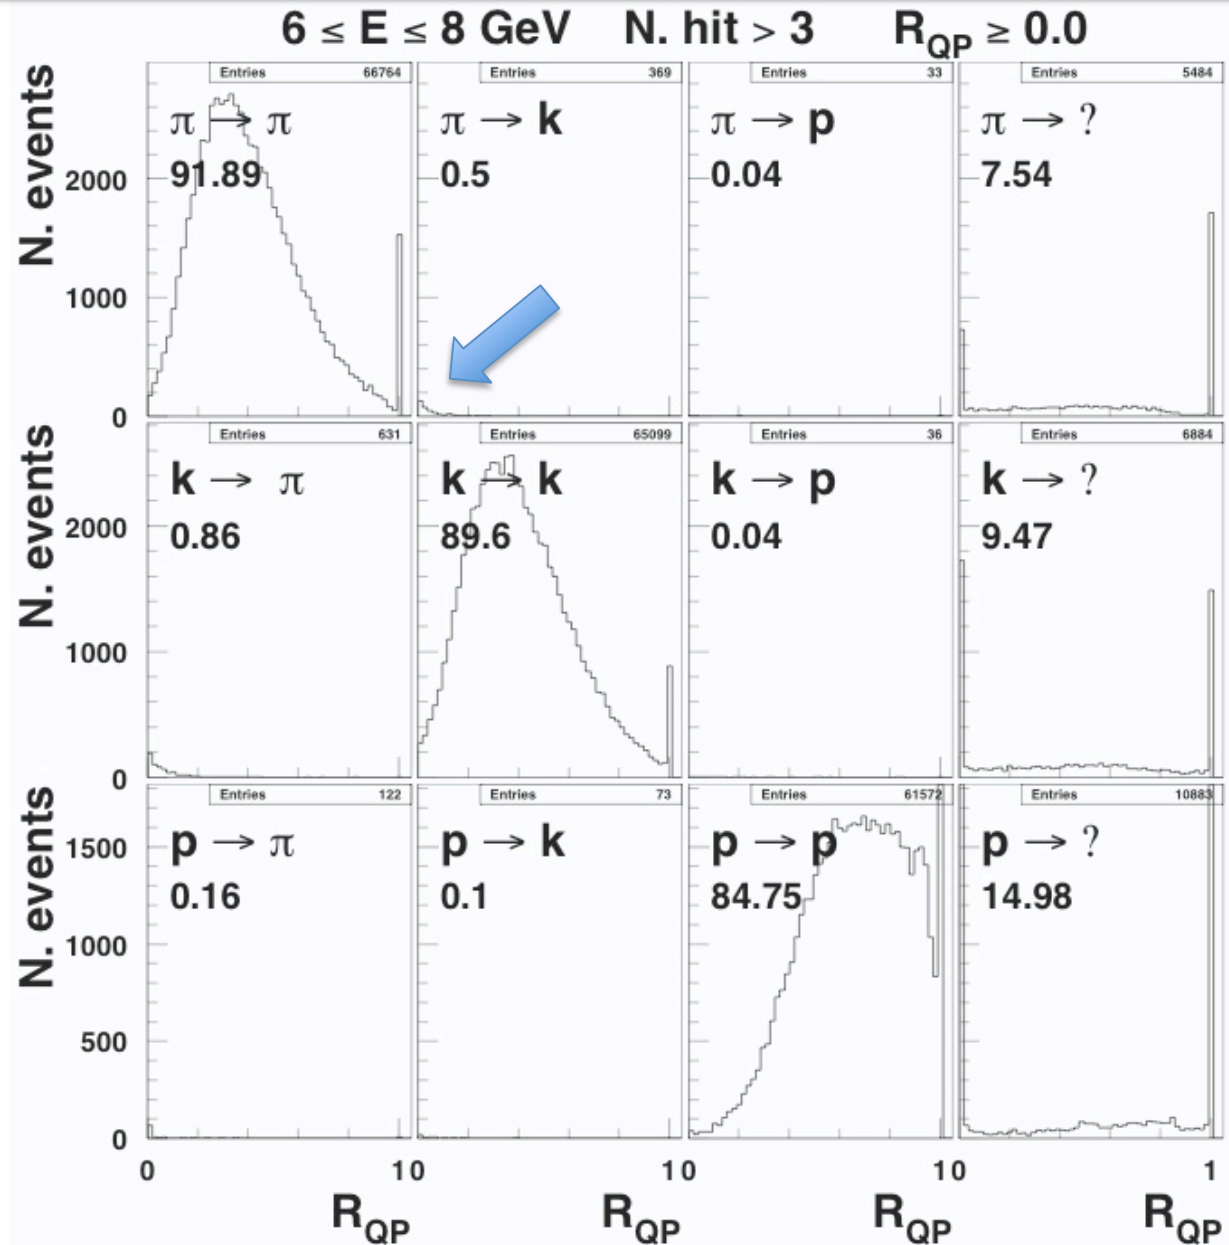 6 ≤ E ≤ 8 GeV N. hit > 3 R_QP ≥ 0.0
Entries 66764 Entries 369 Entries 33 Entries 5484
π → π π → k π → p π → ?
91.89 0.5 0.04 7.54
N. events
2000
1000
0
Entries 631 Entries 65099 Entries 36 Entries 6884
k → π k → k k → p k → ?
0.86 89.6 0.04 9.47
N. events
2000
1000
0
Entries 122 Entries 73 Entries 61572 Entries 10883
p → π p → k p → p p → ?
0.16 0.1 84.75 14.98
N. events
1500
1000
500
0
0 10 10 10 1
R_QP R_QP R_QP R_QP